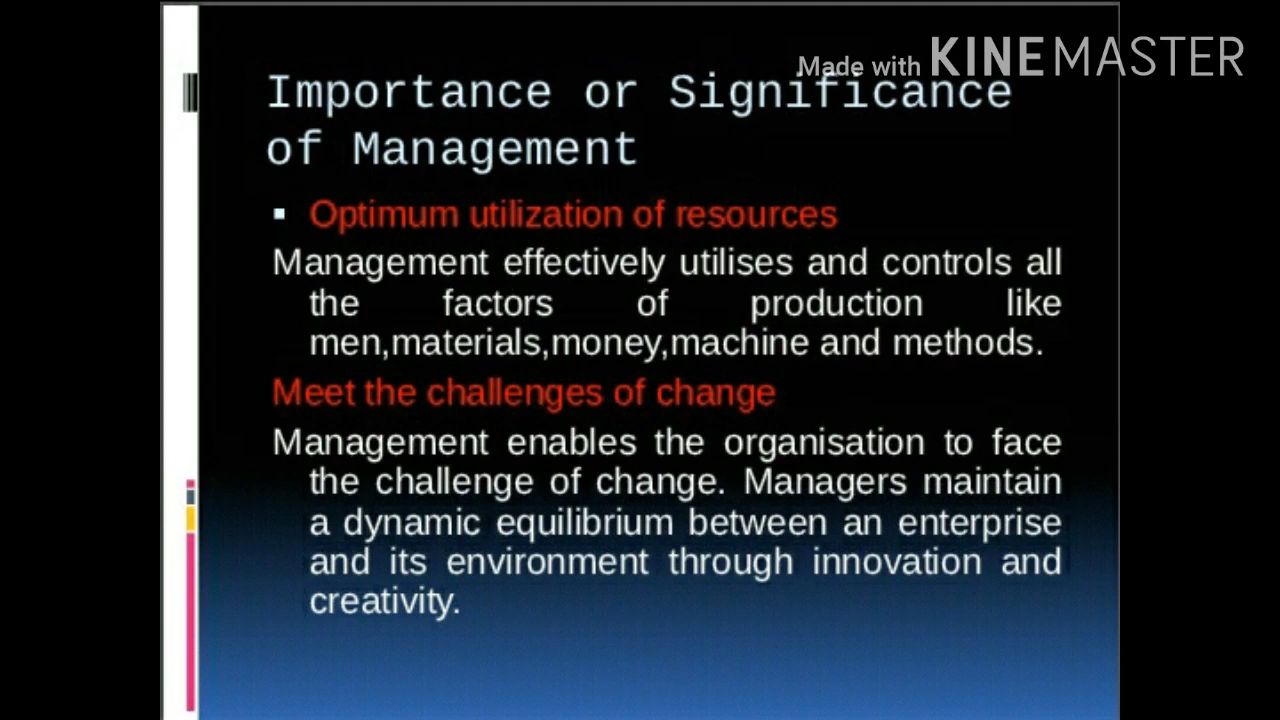 Made with KINEMASTER
Importance or Significance
of Management
Optimum utilization of resources
Management effectively utilises and controls all
the factors of production like
men,materials,money,machine and methods.
Meet the challenges of change
Management enables the organisation to face
the challenge of change. Managers maintain
a dynamic equilibrium between an enterprise
and its environment through innovation and
creativity.